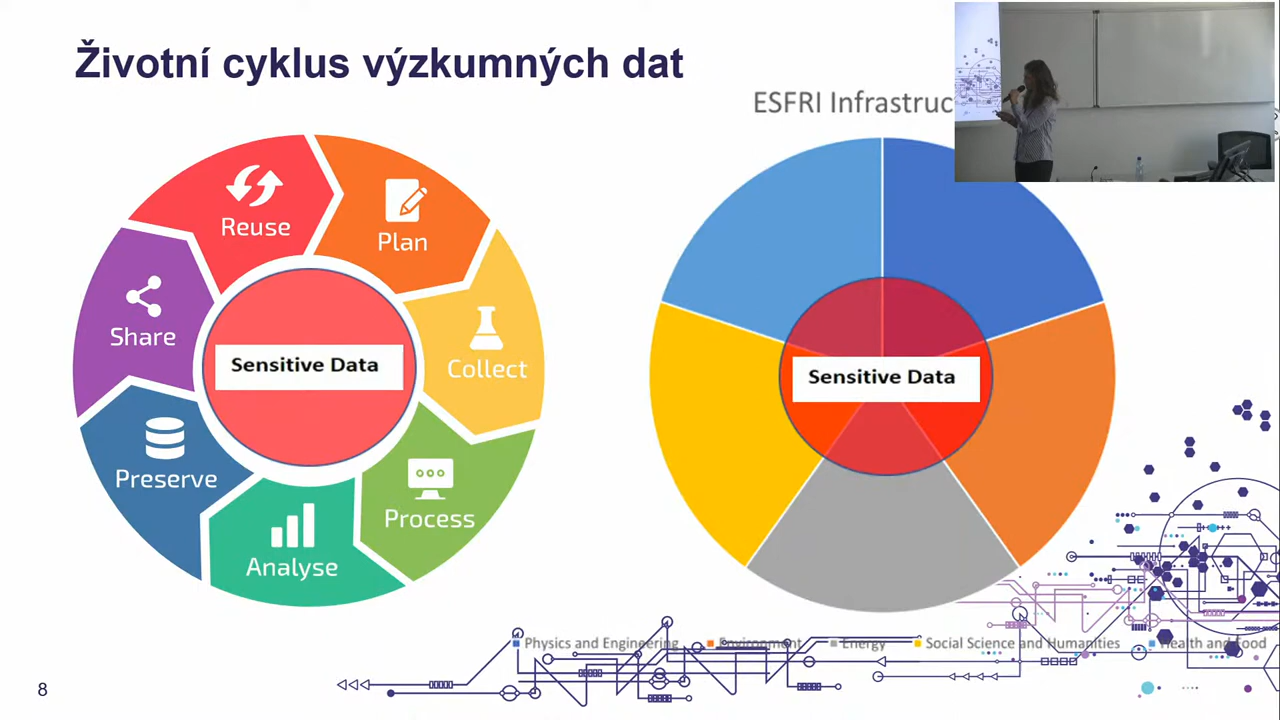 Životní cyklus výzkumných dat
ESFRI Infrastruc
Reuse
Plan
Share
Collect
Sensitive Data
Preserve
Process
Analyse
Sensitive Data
Physics and Engineering
Environment
Energy
Social Science and Humanities
Health and Food
8